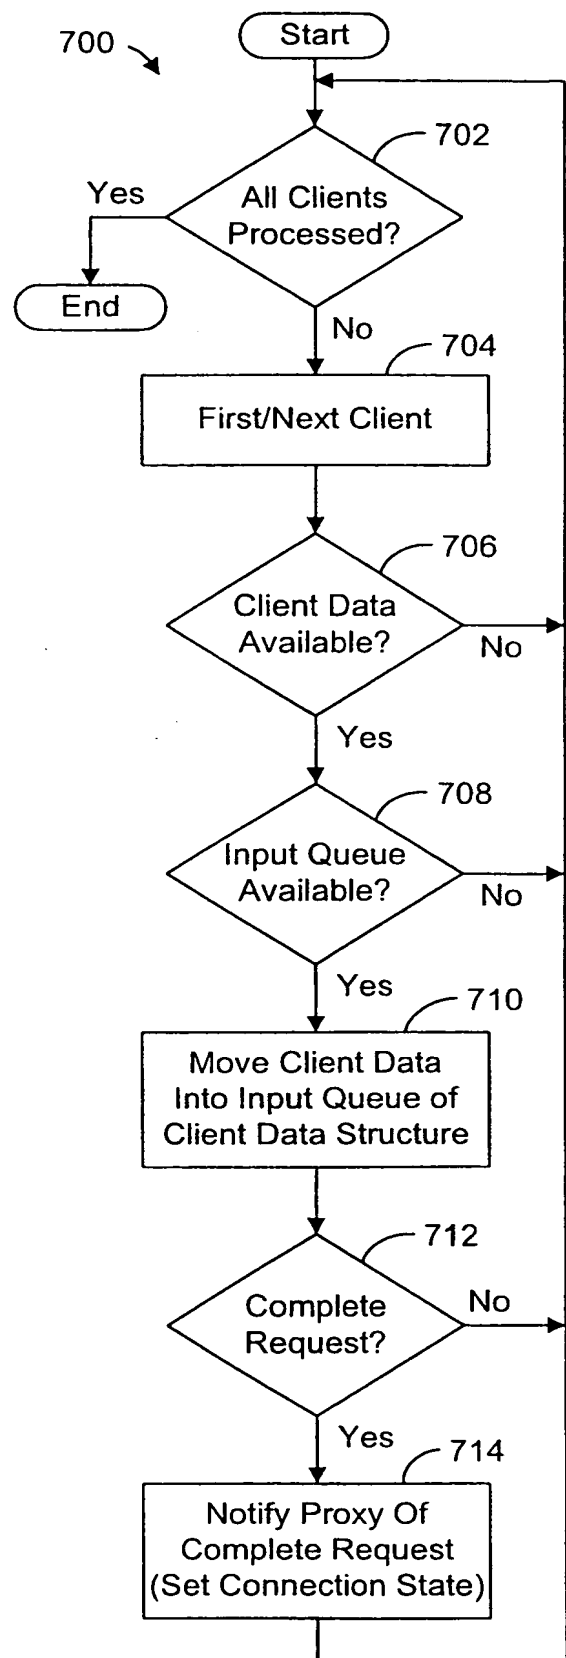 700
Start
702
All Clients
Processed?
Yes
End
No
704
First/Next Client
706
Client Data
Available?
No
Yes
708
Input Queue
Available?
No
Yes
710
Move Client Data
Into Input Queue of
Client Data Structure
712
Complete
Request?
No
Yes
714
Notify Proxy Of
Complete Request
(Set Connection State)